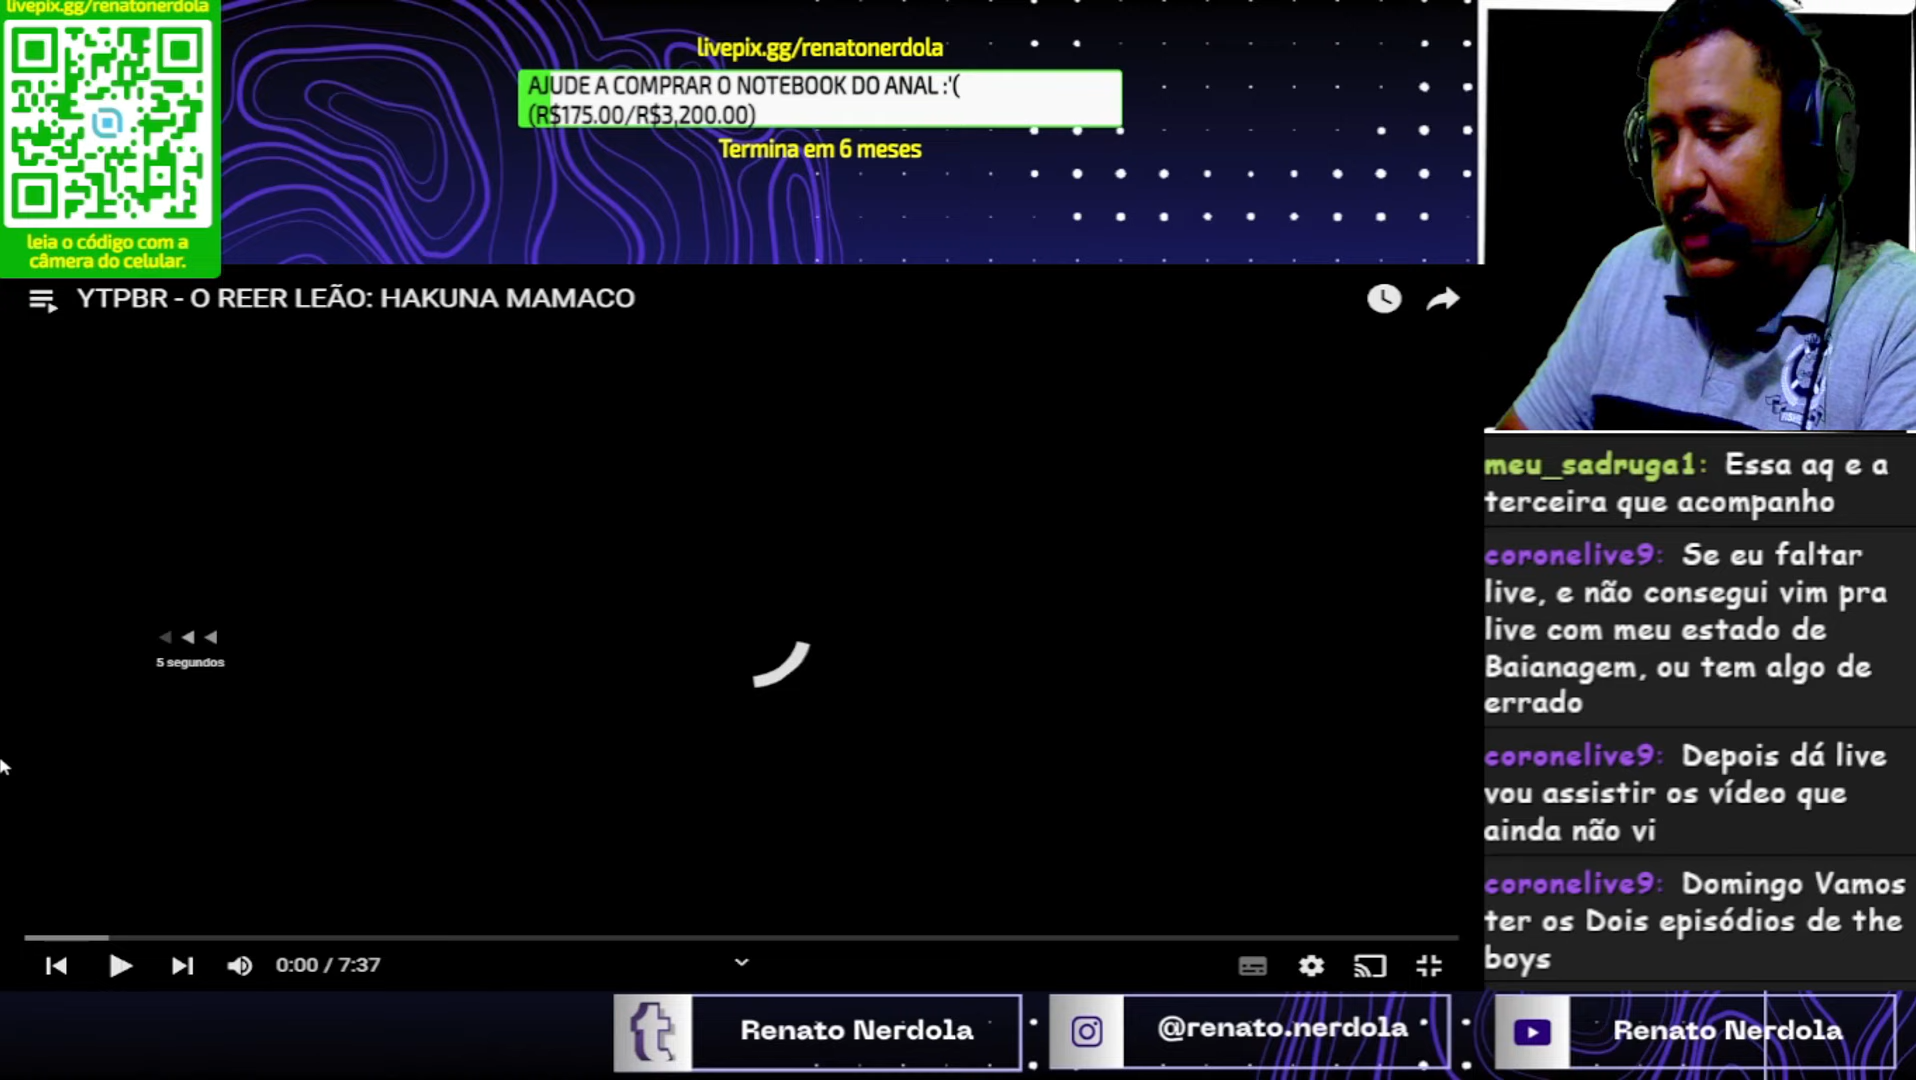 livepix.gg/renatonerdola
leia o código com a
câmera do celular.
livepix.gg/renatonerdola
AJUDE A COMPRAR O NOTEBOOK DO ANAL :'(
(R$175.00/R$3,200.00)
Termina em 6 meses
YTPBR - O REER LEÃO: HAKUNA MAMACO
5 segundos
0:00 / 7:37
meu_sadruga1: Essa aq e a
terceira que acompanho
coronelive9: Se eu faltar
live, e não consegui vim pra
live com meu estado de
Baianagem, ou tem algo de
errado
coronelive9: Depois dá live
vou assistir os vídeo que
ainda não vi
coronelive9: Domingo Vamos
ter os Dois episódios de the
boys
Renato Nerdola
@renato.nerdola
Renato Nerdola